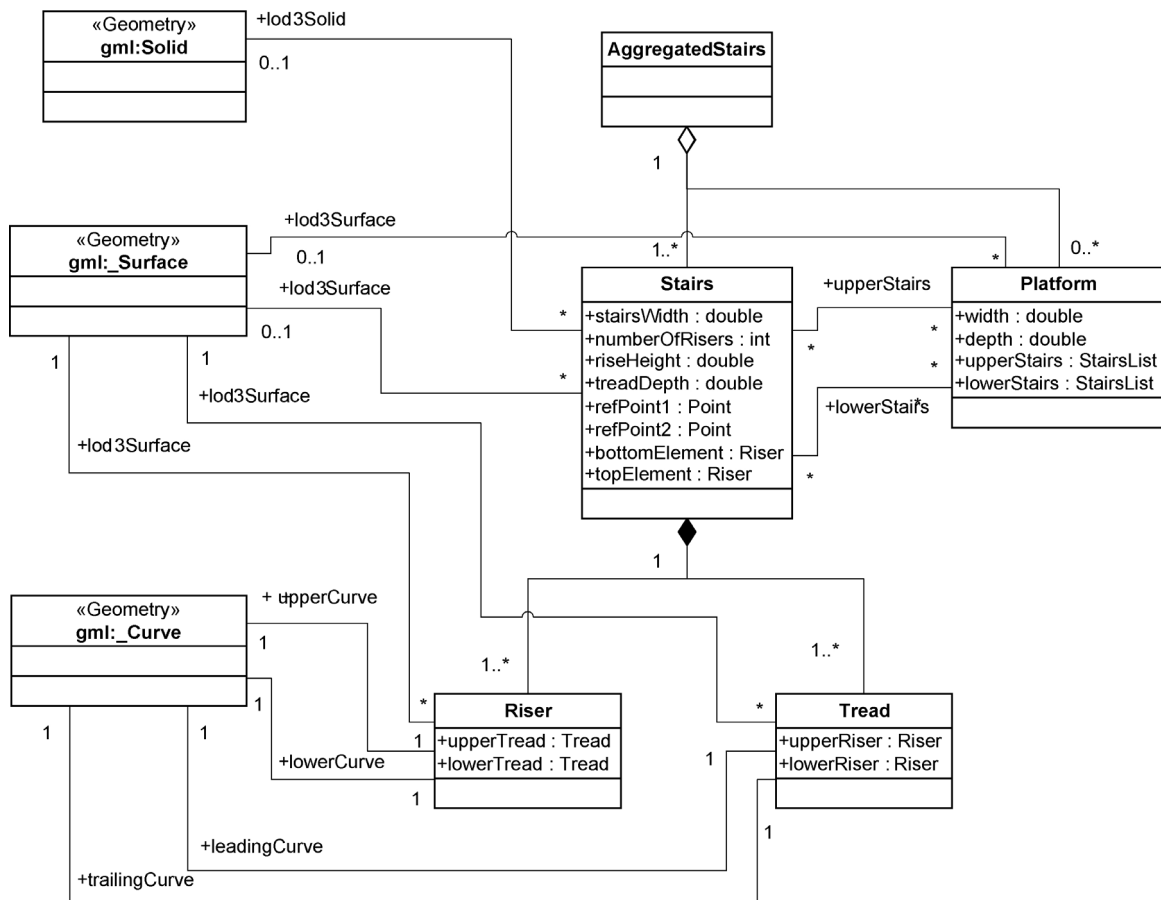 «Geometry»
gml:Solid
+lod3Solid
0..1
AggregatedStairs
1
«Geometry»
gml:_Surface
+lod3Surface
0..1
+lod3Surface
0..1
1
1
+lod3Surface
+lod3Surface
1..*
0..*
*
*
*
Stairs
+stairsWidth : double
+numberOfRisers : int
+riseHeight : double
+treadDepth : double
+refPoint1 : Point
+refPoint2 : Point
+bottomElement : Riser
+topElement : Riser
+upperStairs
*
*
*
+lowerStairs
*
*
Platform
+width : double
+depth : double
+upperStairs : StairsList
+lowerStairs : StairsList
1
1..*
1..*
«Geometry»
gml:_Curve
+ +upperCurve
1
1
+lowerCurve
1
1
*
1
1
Riser
+upperTread : Tread
+lowerTread : Tread
*
1
1
Tread
+upperRiser : Riser
+lowerRiser : Riser
+leadingCurve
+trailingCurve